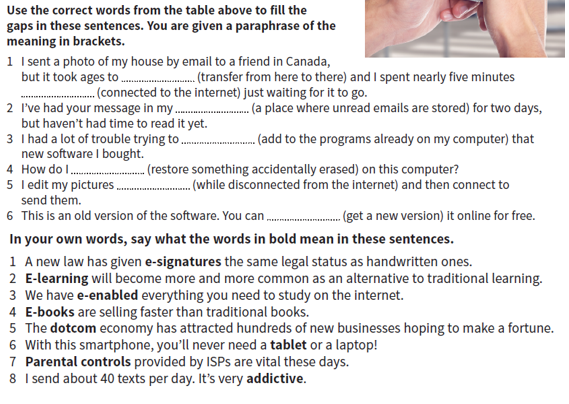 Use the correct words from the table above to fill the
gaps in these sentences. You are given a paraphrase of the
meaning in brackets.
1 I sent a photo of my house by email to a friend in Canada,
but it took ages to ............................ (transfer from here to there) and I spent nearly five minutes
............................ (connected to the internet) just waiting for it to go.
2 I’ve had your message in my ............................ (a place where unread emails are stored) for two days,
but haven’t had time to read it yet.
3 I had a lot of trouble trying to ............................ (add to the programs already on my computer) that
new software I bought.
4 How do I ............................ (restore something accidentally erased) on this computer?
5 I edit my pictures ............................ (while disconnected from the internet) and then connect to
send them.
6 This is an old version of the software. You can ............................ (get a new version) it online for free.
In your own words, say what the words in bold mean in these sentences.
1 A new law has given e-signatures the same legal status as handwritten ones.
2 E-learning will become more and more common as an alternative to traditional learning.
3 We have e-enabled everything you need to study on the internet.
4 E-books are selling faster than traditional books.
5 The dotcom economy has attracted hundreds of new businesses hoping to make a fortune.
6 With this smartphone, you’ll never need a tablet or a laptop!
7 Parental controls provided by ISPs are vital these days.
8 I send about 40 texts per day. It’s very addictive.